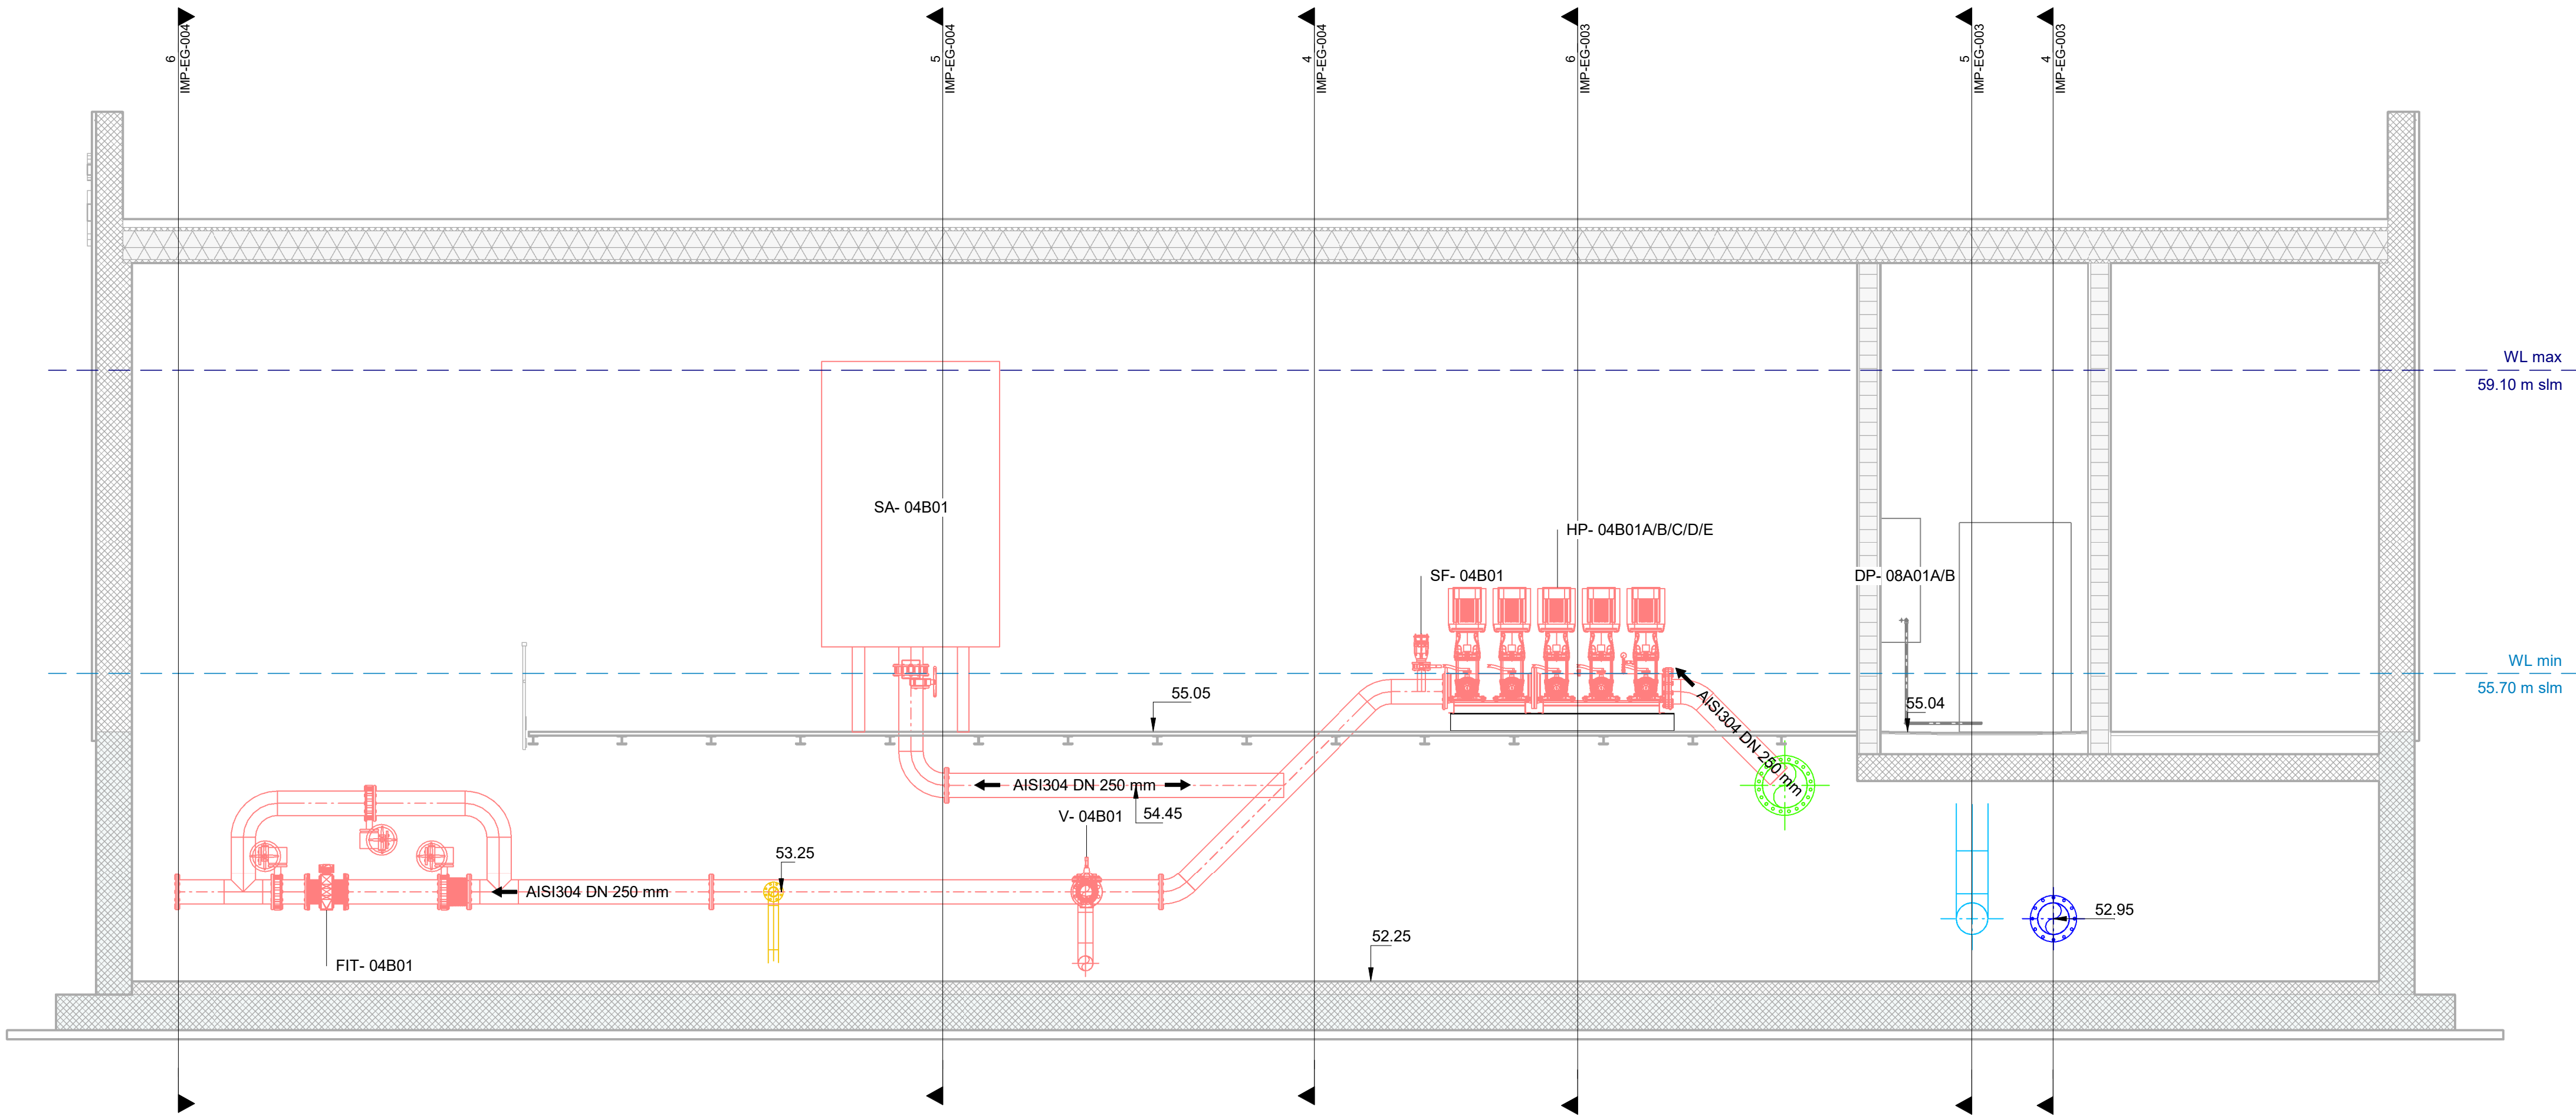 6
IMP-EG-004
5
IMP-EG-004
4
IMP-EG-004
6
IMP-EG-003
5
IMP-EG-003
4
IMP-EG-003
WL max
59.10 m slm
SA- 04B01
HP- 04B01A/B/C/D/E
SF- 04B01
DP- 08A01A/B
WL min
55.70 m slm
55.05
55.04
AISI304 DN 250 mm
AISI304 DN 250 mm
54.45
V- 04B01
53.25
AISI304 DN 250 mm
52.95
52.25
FIT- 04B01